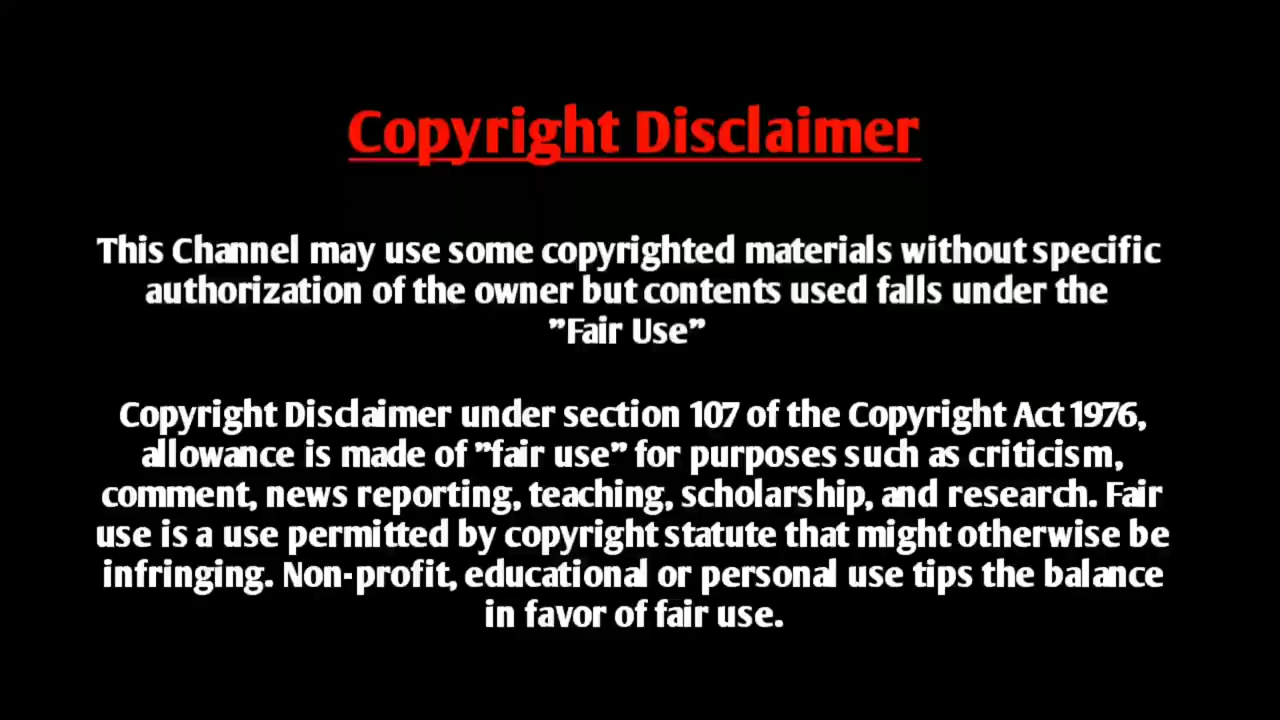 Copyright Disclaimer
This Channel may use some copyrighted materials without specific
authorization of the owner but contents used falls under the
”Fair Use”
Copyright Disclaimer under section 107 of the Copyright Act 1976,
allowance is made of ”fair use” for purposes such as criticism,
comment, news reporting, teaching, scholarship, and research. Fair
use is a use permitted by copyright statute that might otherwise be
infringing. Non-profit, educational or personal use tips the balance
in favor of fair use.